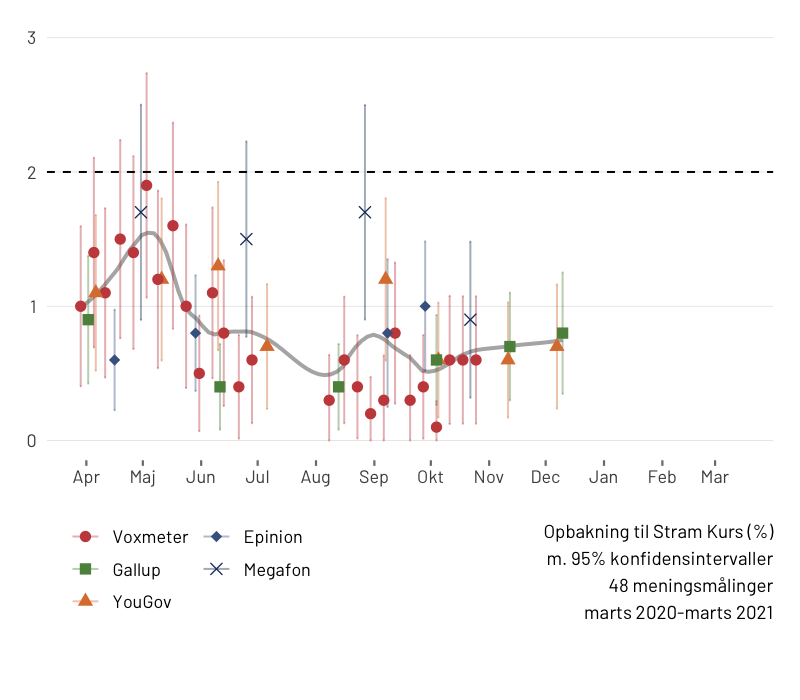 3
2
1
0
Apr Maj Jun Jul Aug Sep Okt Nov Dec Jan Feb Mar
Voxmeter Epinion
Gallup Megafon
YouGov
Opbakning til Stram Kurs (%)
m. 95% konfidensintervaller
48 meningsmålinger
marts 2020-marts 2021